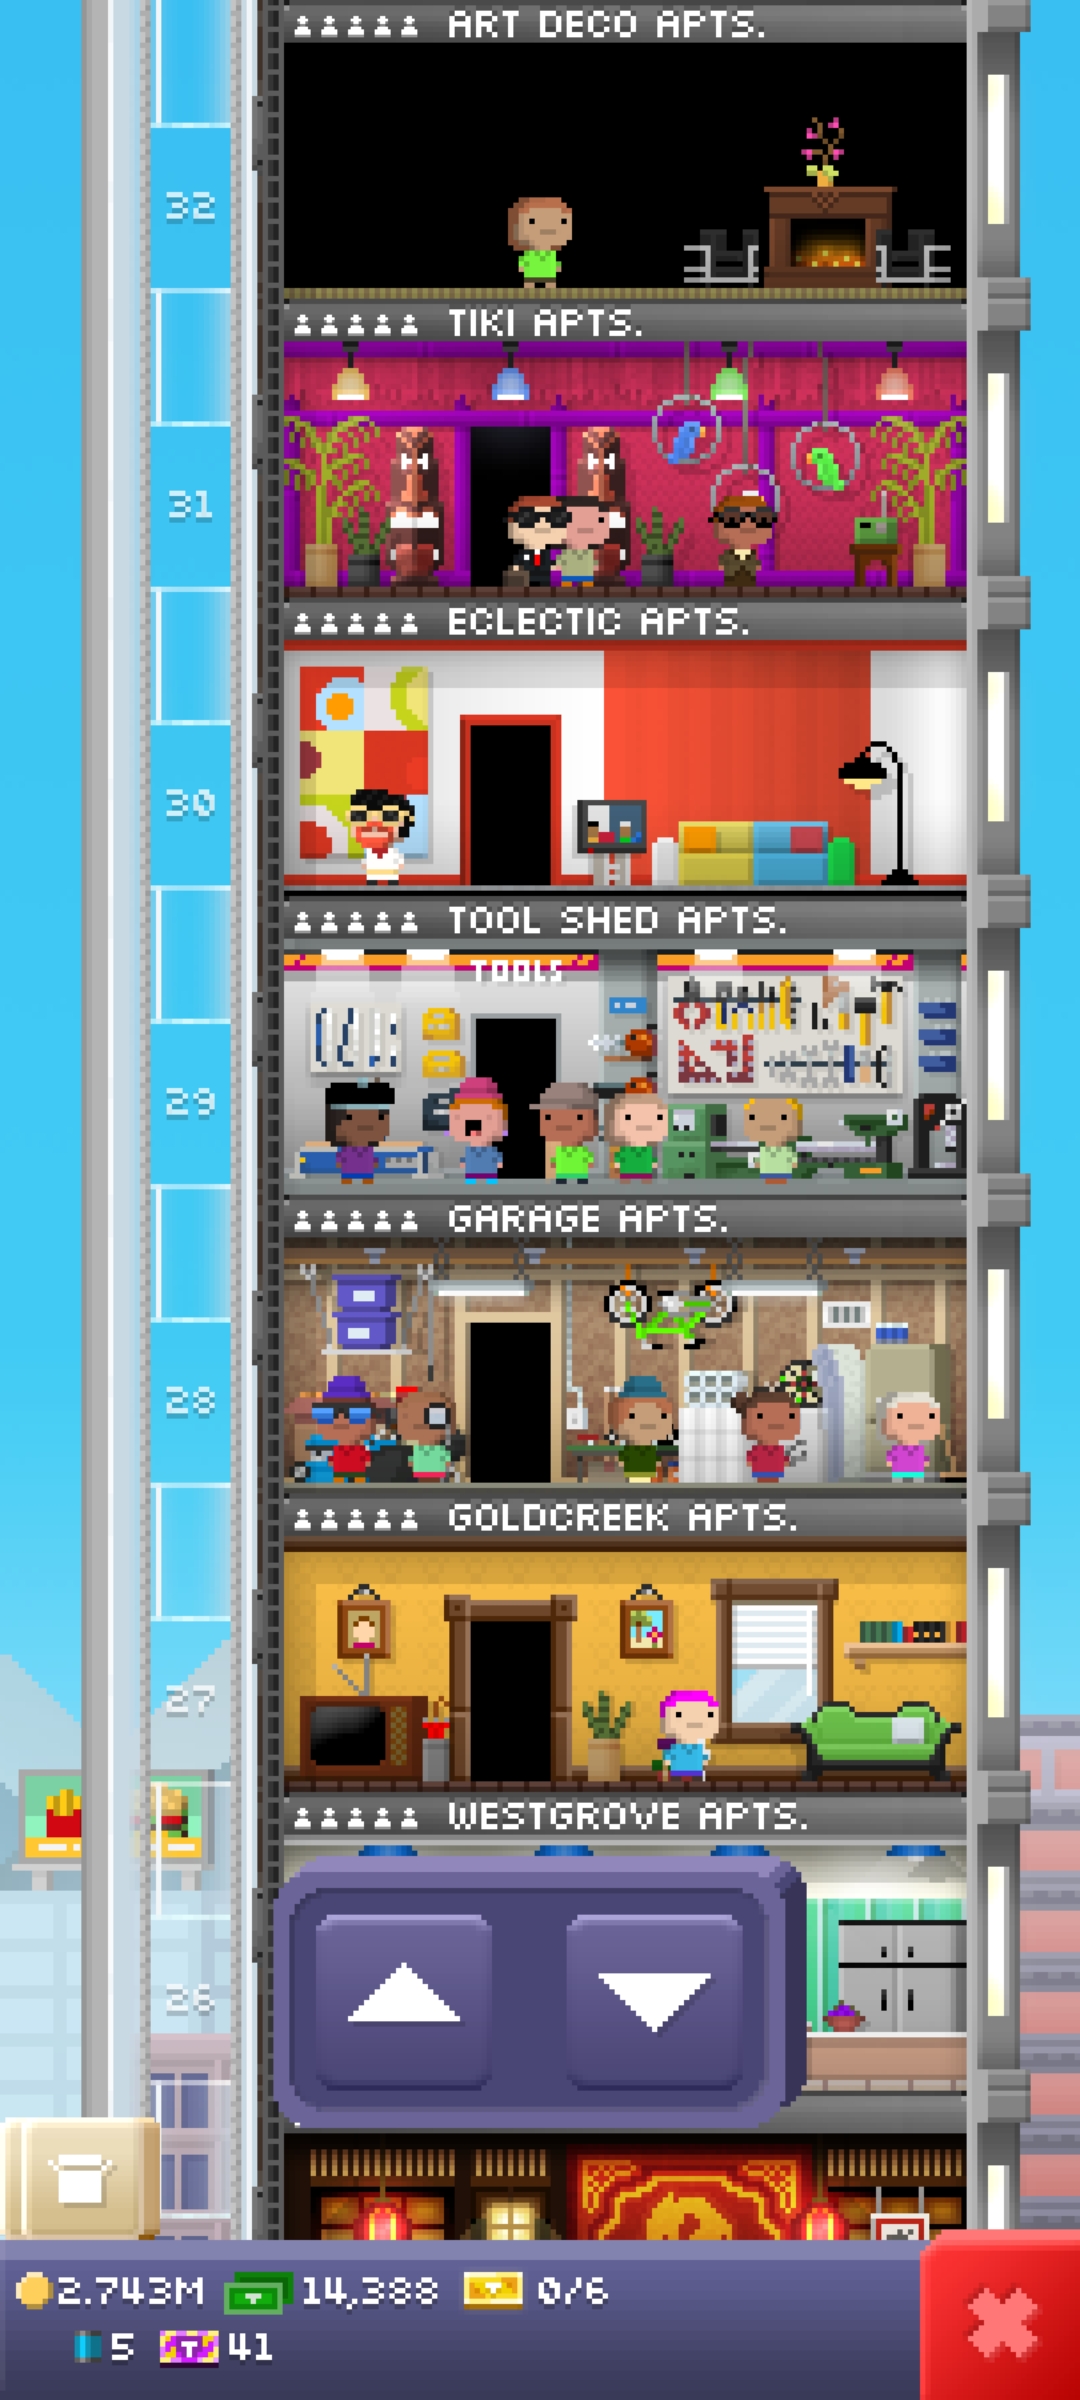 ART DECO APTS.
32
TIKI APTS.
31
ECLECTIC APTS.
30
TOOL SHED APTS.
TOOLS
29
GARAGE APTS.
28
GOLDCREEK APTS.
27
WESTGROVE APTS.
26
2.743M 14,388 0/6
5 T 41